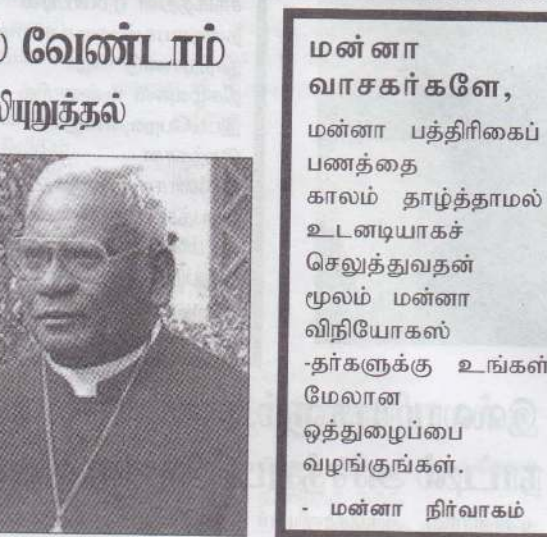 வேண்டாம்
மன்னா
வாசகர்களே,
மன்னா பத்திரிகைப்
பணத்தை
காலம் தாழ்த்தாமல்
உடனடியாகச்
செலுத்துவதன்
மூலம் மன்னா
விநியோகஸ்
-தர்களுக்கு உங்கள்
மேலான
ஒத்துழைப்பை
வழங்குங்கள்.
- மன்னா நிர்வாகம்